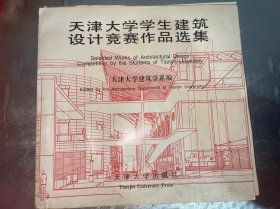 天津大学学生建筑
设计竞赛作品选集
Selected Works of Architectural Design
Competition by the Students of Tianjin University
天津大学建筑学系编
Edited by the Architecture department of Tianjin University
天津大学出版社
Tianjin University Press